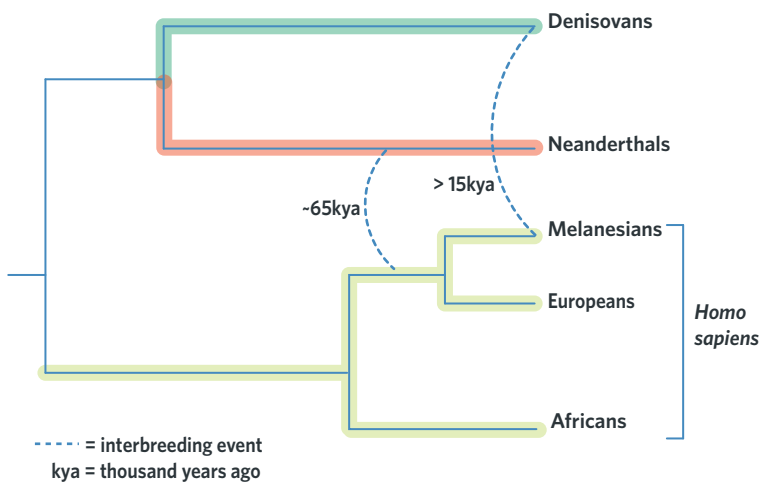 Denisovans
Neanderthals
> 15kya
~65kya
Melanesians
Europeans
Homo
sapiens
Africans
= interbreeding event
kya = thousand years ago